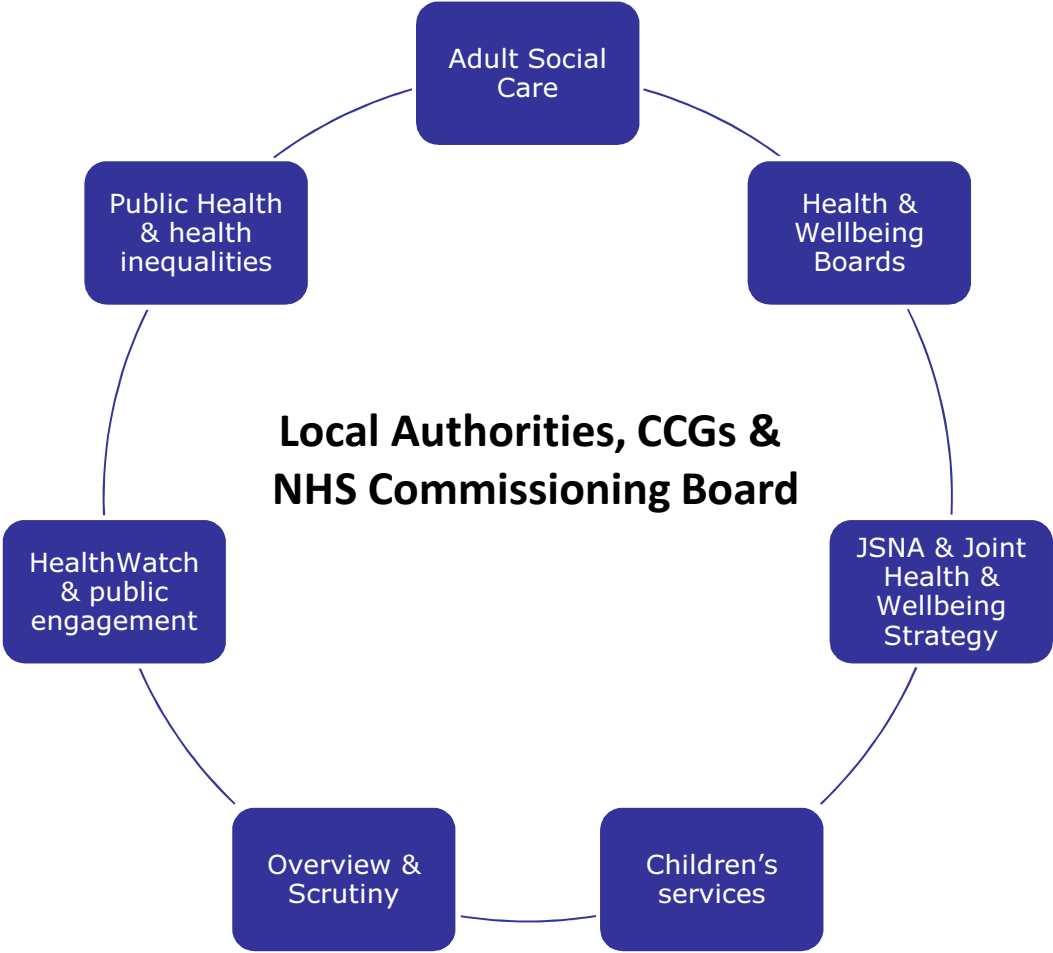 Adult Social
Care
Public Health
& health
inequalities
Health &
Wellbeing
Boards
Local Authorities, CCGs &
NHS Commissioning Board
HealthWatch
& public
engagement
JSNA & Joint
Health &
Wellbeing
Strategy
Overview &
Scrutiny
Children’s
services